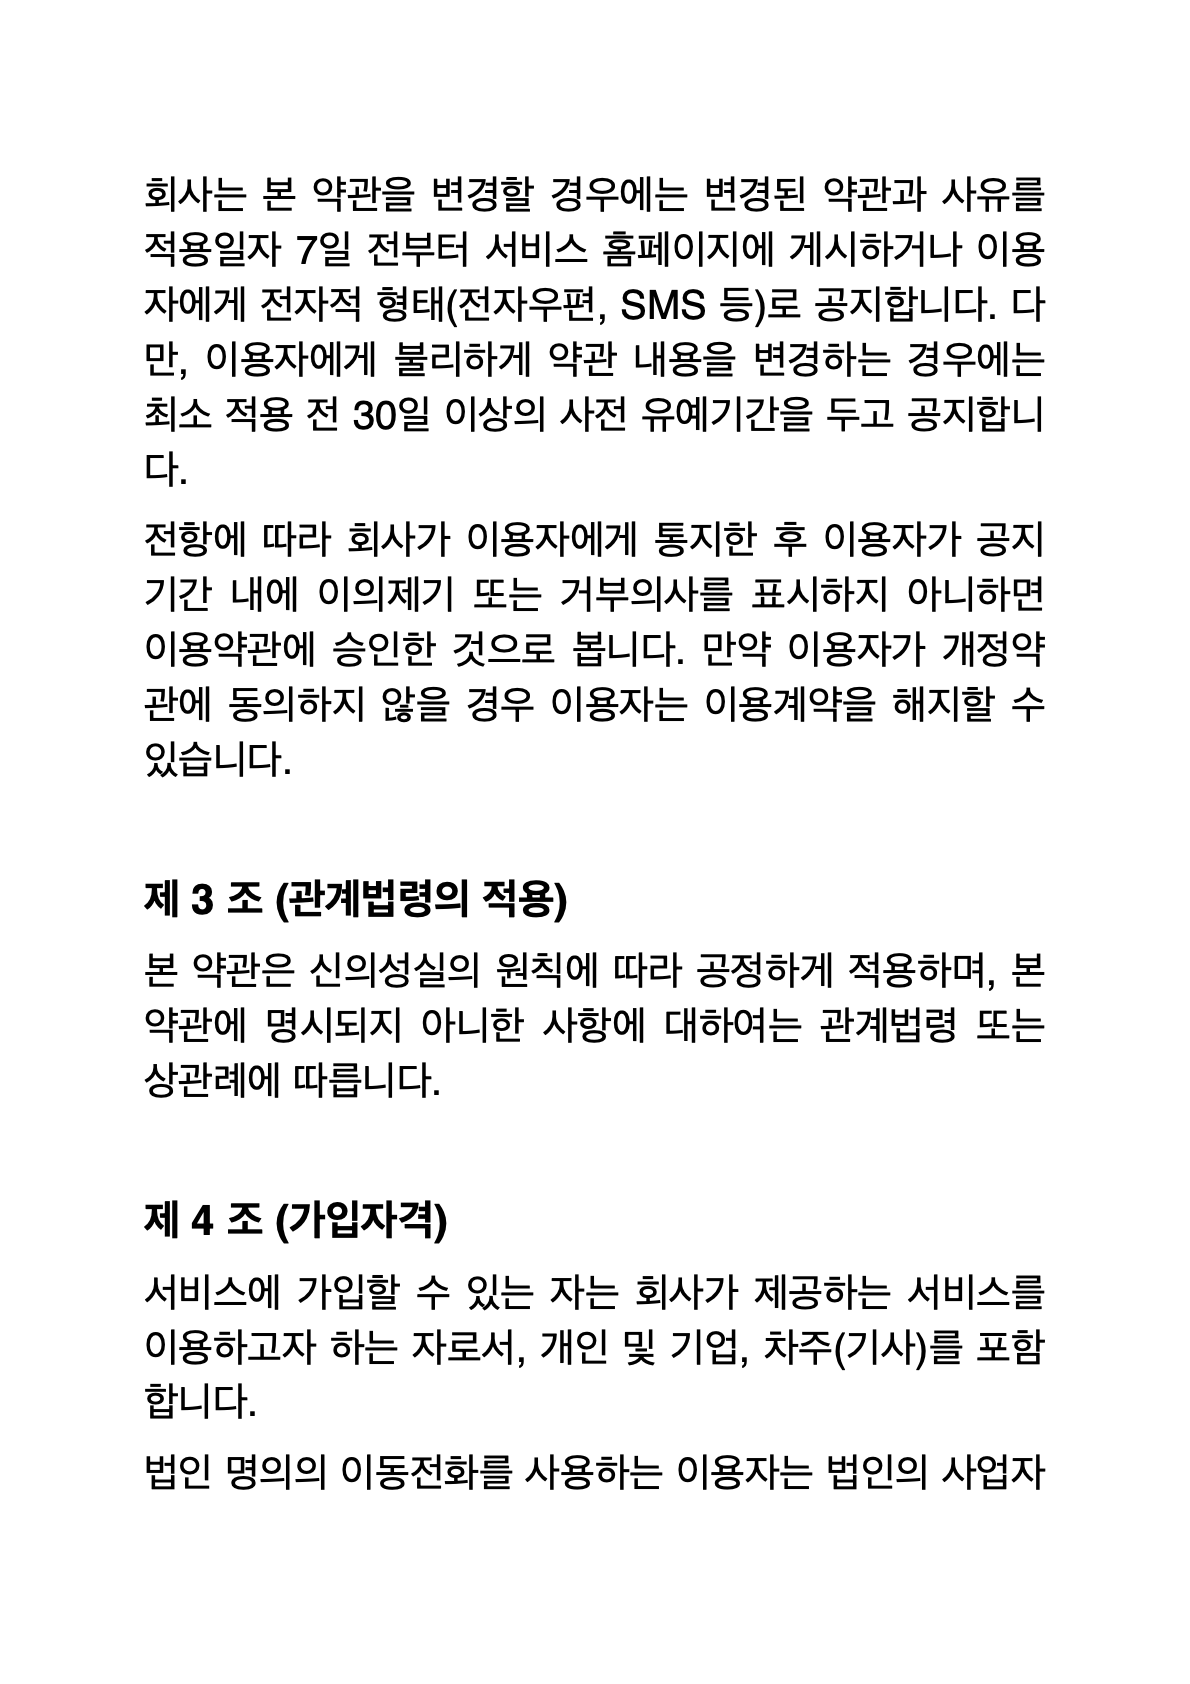 회사는 본 약관을 변경할 경우에는 변경된 약관과 사유를
적용일자 7일 전부터 서비스 홈페이지에 게시하거나 이용
자에게 전자적 형태(전자우편, SMS 등)로 공지합니다. 다
만, 이용자에게 불리하게 약관 내용을 변경하는 경우에는
최소 적용 전 30일 이상의 사전 유예기간을 두고 공지합니
다.
전항에 따라 회사가 이용자에게 통지한 후 이용자가 공지
기간 내에 이의제기 또는 거부의사를 표시하지 아니하면
이용약관에 승인한 것으로 봅니다. 만약 이용자가 개정약
관에 동의하지 않을 경우 이용자는 이용계약을 해지할 수
있습니다.
제 3 조 (관계법령의 적용)
본 약관은 신의성실의 원칙에 따라 공정하게 적용하며, 본
약관에 명시되지 아니한 사항에 대하여는 관계법령 또는
상관례에 따릅니다.
제 4 조 (가입자격)
서비스에 가입할 수 있는 자는 회사가 제공하는 서비스를
이용하고자 하는 자로서, 개인 및 기업, 차주(기사)를 포함
합니다.
법인 명의의 이동전화를 사용하는 이용자는 법인의 사업자